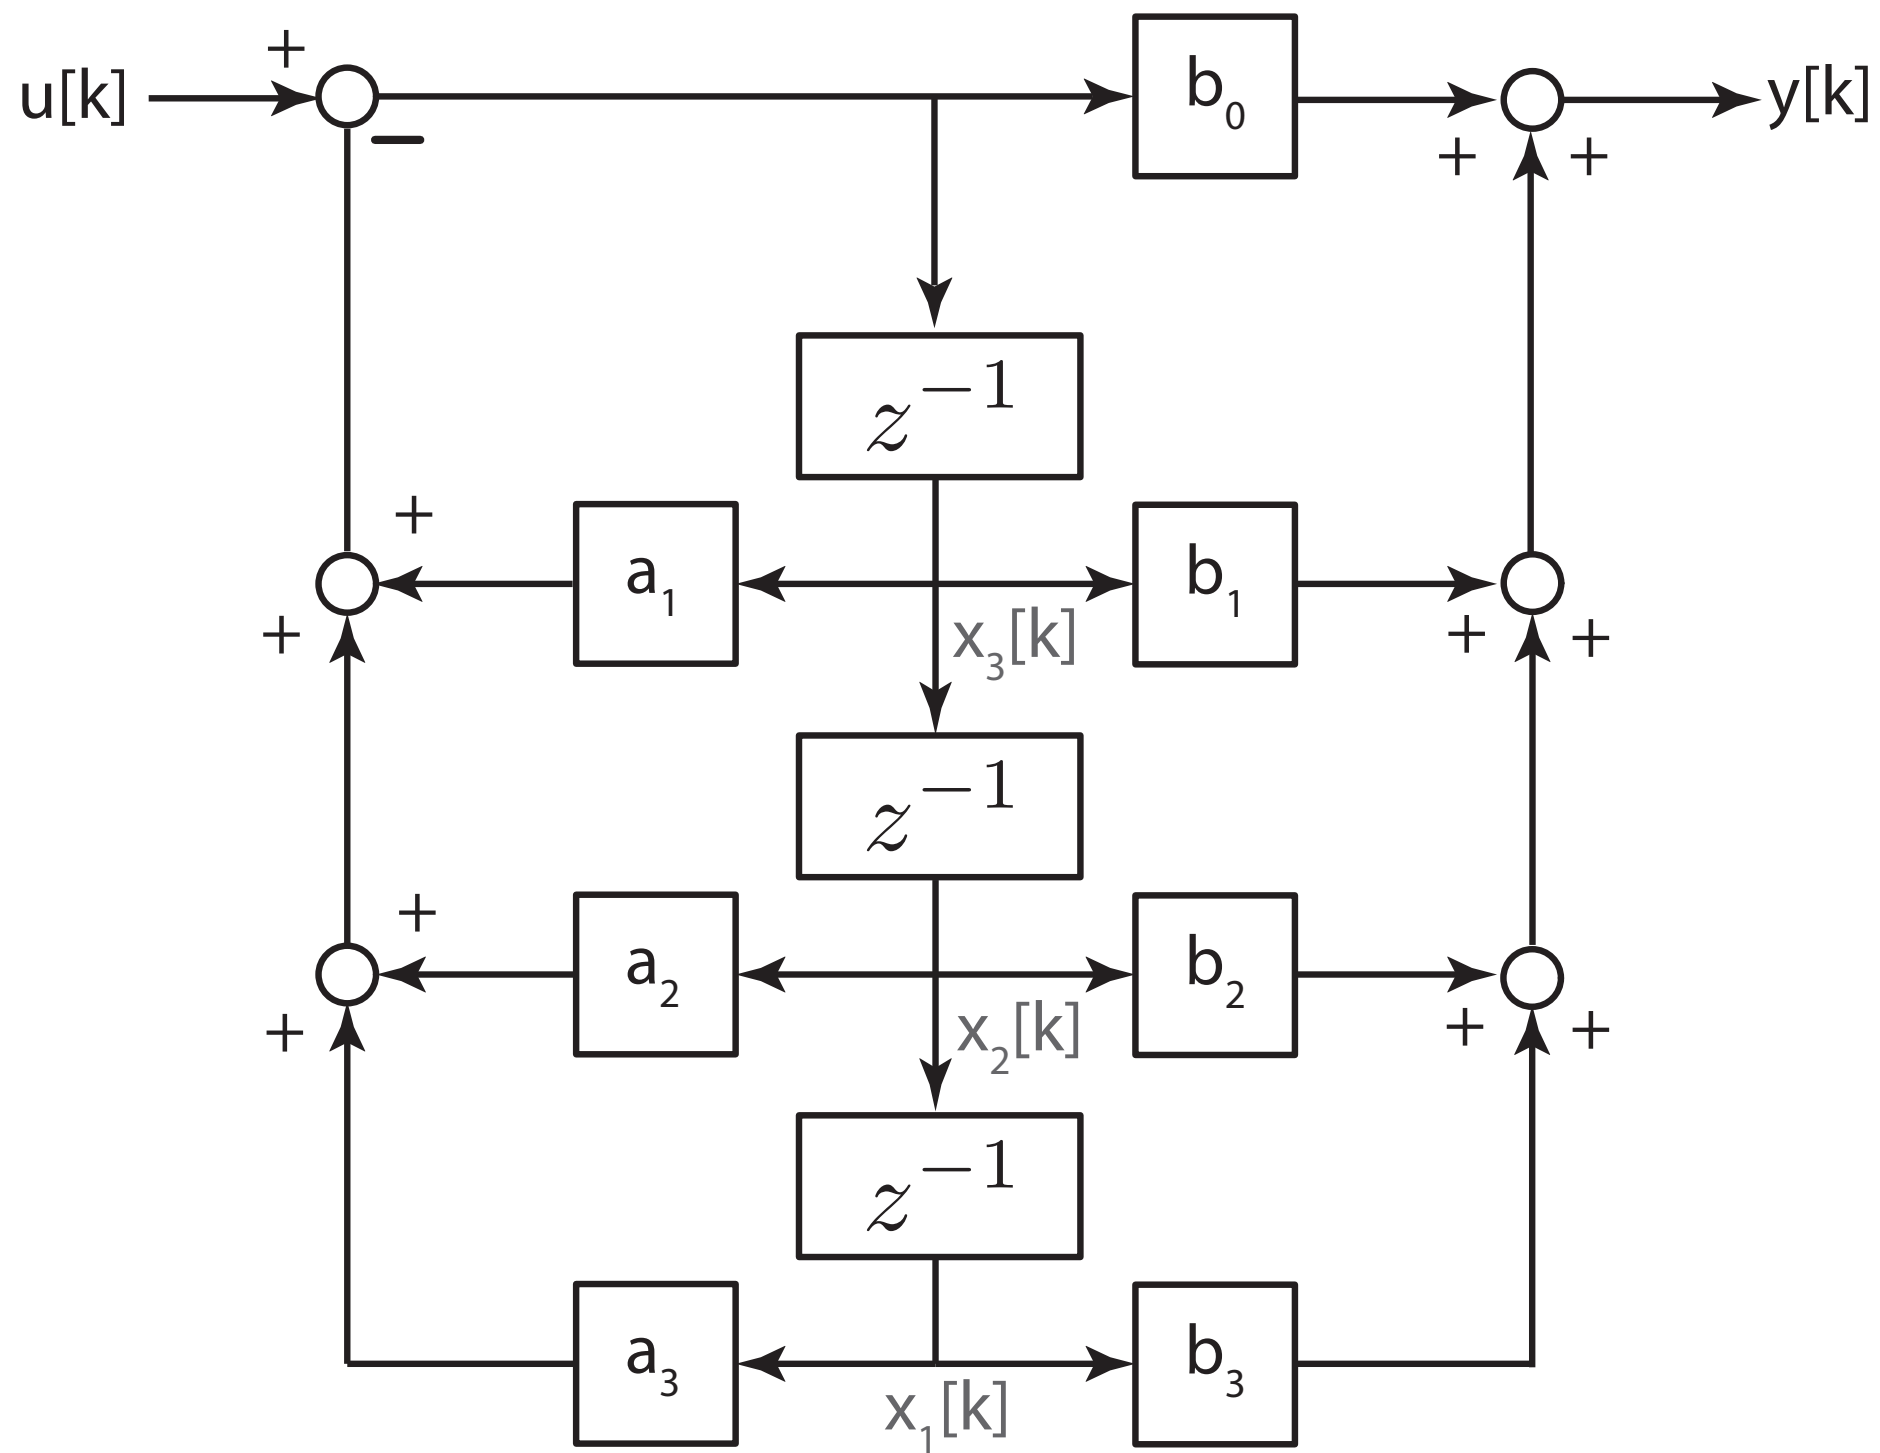 +
u[k] b₀ y[k]
− + +
z⁻¹
+
a₁ b₁
+ x₃[k] + +
z⁻¹
+
a₂ b₂
+ x₂[k] + +
z⁻¹
a₃ b₃
x₁[k]